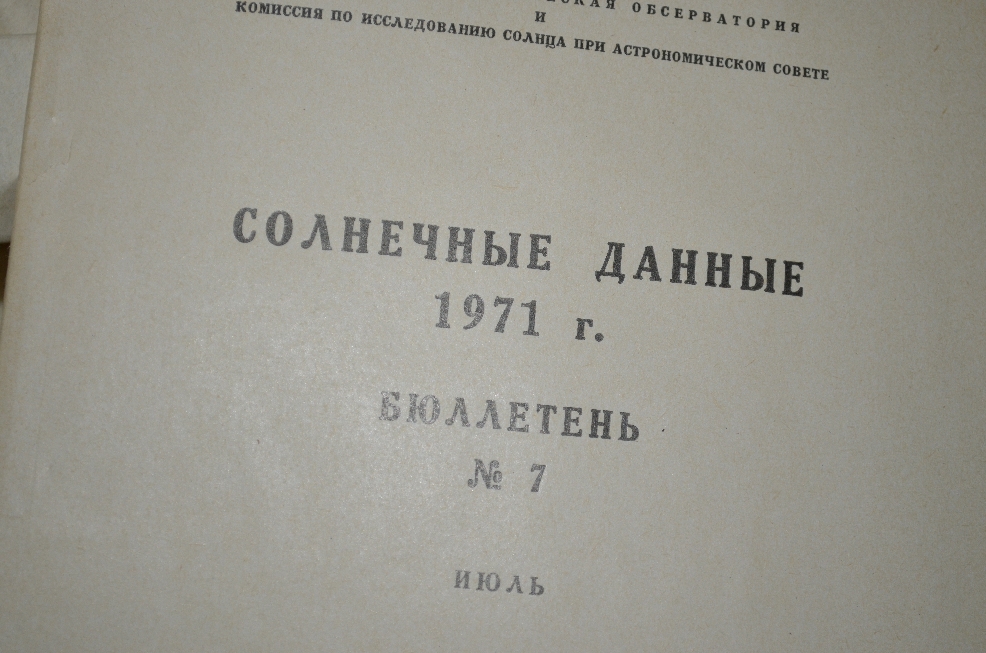 ОБСЕРВАТОРИЯ
И
КОМИССИЯ ПО ИССЛЕДОВАНИЮ СОЛНЦА ПРИ АСТРОНОМИЧЕСКОМ СОВЕТЕ
СОЛНЕЧНЫЕ ДАННЫЕ
1971 г.
БЮЛЛЕТЕНЬ
№ 7
ИЮЛЬ